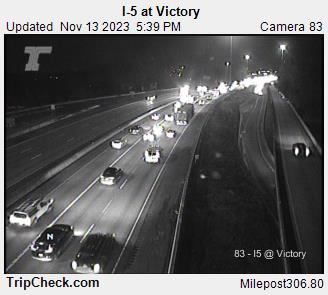 I-5 at Victory
Updated Nov 13 2023 5:39 PM Camera 83
T
N
83 - I5 @ Victory
TripCheck.com Milepost306.80